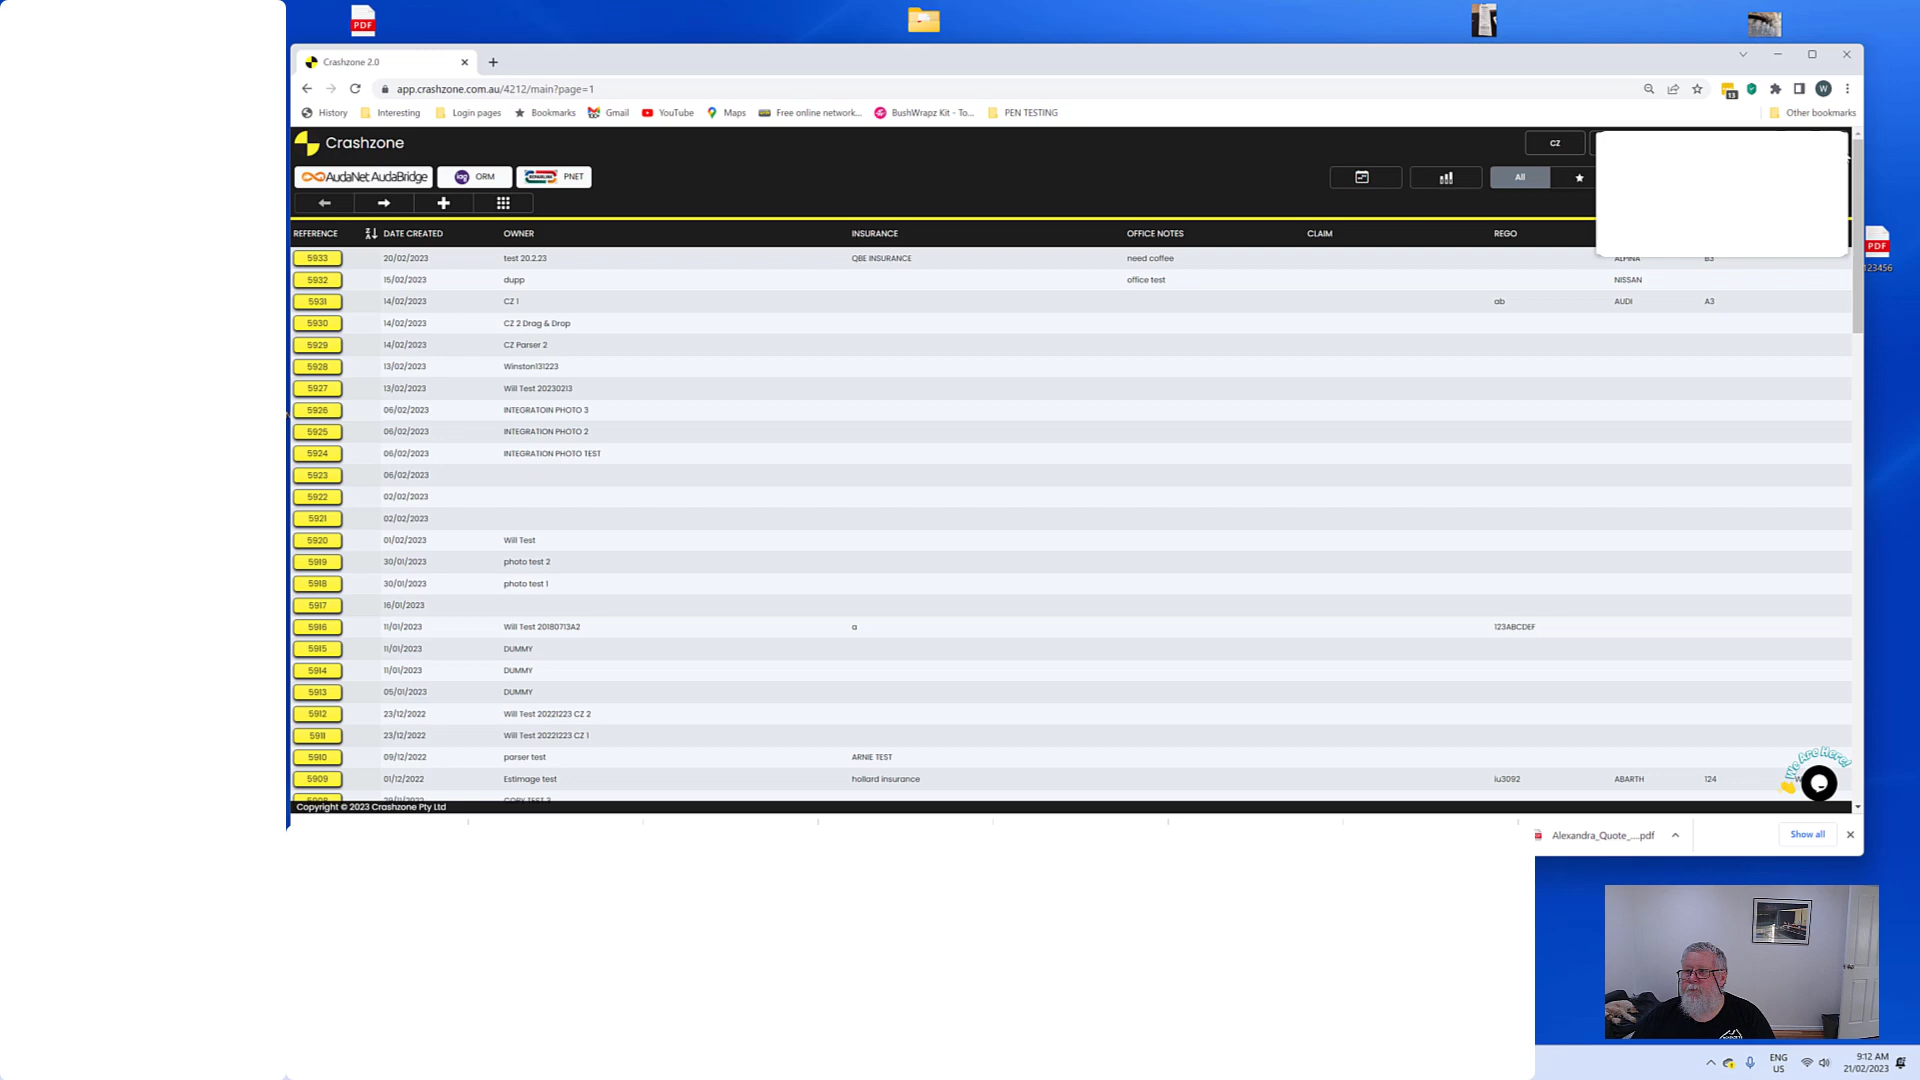 PDF
Crashzone 2.0
app.crashzone.com.au/4212/main?page=1
13
W
History Interesting Login pages Bookmarks Gmail YouTube Maps Free online network... BushWrapz Kit - To... PEN TESTING Other bookmarks
Crashzone
CZ
AudaNet AudaBridge iag ORM PNET
All
REFERENCE DATE CREATED OWNER INSURANCE OFFICE NOTES CLAIM REGO
5933 20/02/2023 test 20.2.23 QBE INSURANCE need coffee ALPINA B3
5932 15/02/2023 dupp office test NISSAN
5931 14/02/2023 CZ 1 ab AUDI A3
5930 14/02/2023 CZ 2 Drag & Drop
5929 14/02/2023 CZ Parser 2
5928 13/02/2023 Winston131223
5927 13/02/2023 Will Test 20230213
5926 06/02/2023 INTEGRATOIN PHOTO 3
5925 06/02/2023 INTEGRATION PHOTO 2
5924 06/02/2023 INTEGRATION PHOTO TEST
5923 06/02/2023
5922 02/02/2023
5921 02/02/2023
5920 01/02/2023 Will Test
5919 30/01/2023 photo test 2
5918 30/01/2023 photo test 1
5917 16/01/2023
5916 11/01/2023 Will Test 20180713A2 a 123ABCDEF
5915 11/01/2023 DUMMY
5914 11/01/2023 DUMMY
5913 05/01/2023 DUMMY
5912 23/12/2022 Will Test 20221223 CZ 2
5911 23/12/2022 Will Test 20221223 CZ 1
5910 09/12/2022 parser test ARNIE TEST
5909 01/12/2022 Estimage test hollard insurance iu3092 ABARTH 124
We Are Here!
Copyright © 2023 Crashzone Pty Ltd
PDF
123456
Alexandra_Quote_....pdf
Show all
ENG
US
9:12 AM
21/02/2023